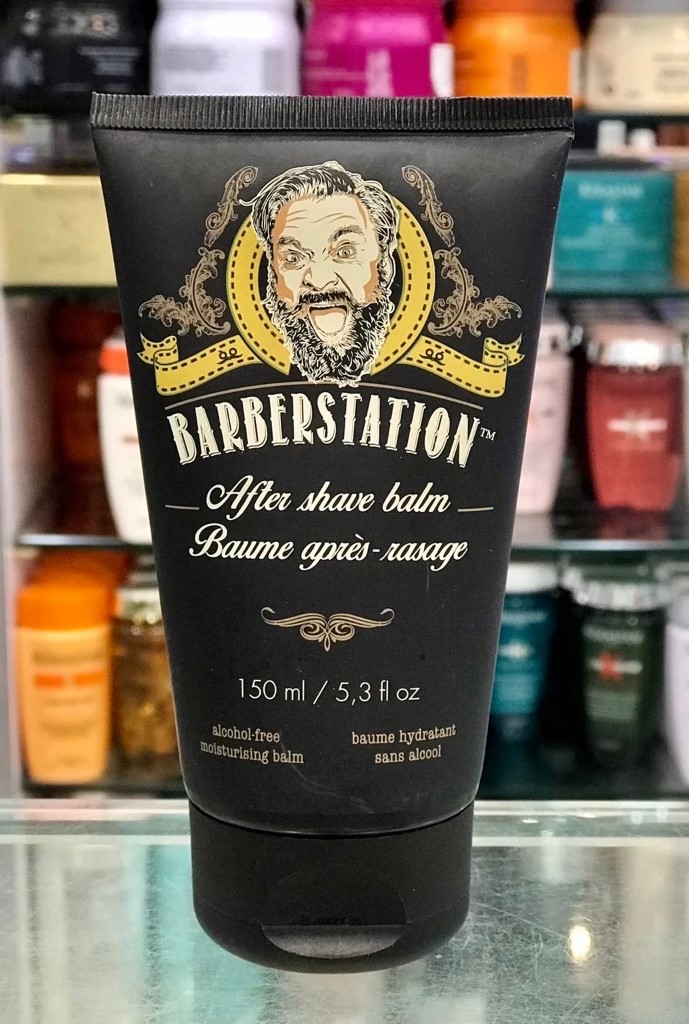 BARBERSTATION™
After shave balm
Baume après-rasage
150 ml / 5,3 fl oz
alcohol-free
moisturising balm
baume hydratant
sans alcool
KÉRASTASE